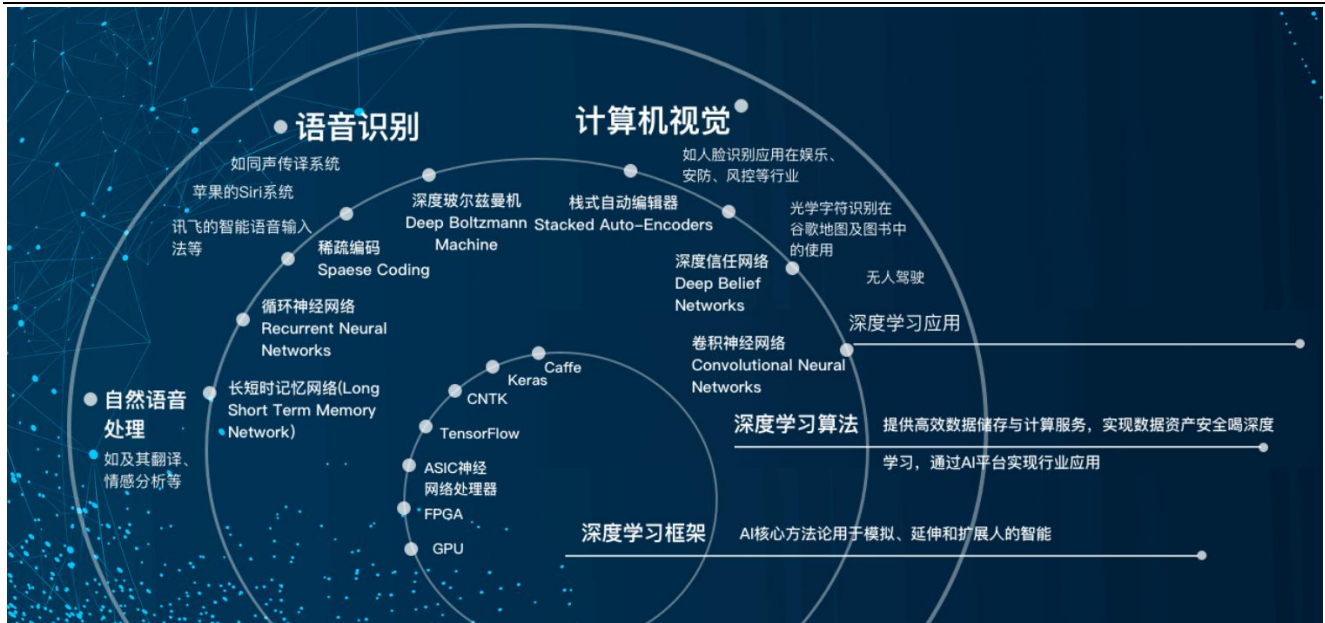 语音识别
如同声传译系统
苹果的Siri系统
讯飞的智能语音输入
法等
计算机视觉
如人脸识别应用在娱乐、
安防、风控等行业
光学字符识别在
谷歌地图及图书中
的使用
无人驾驶
深度学习应用
自然语音
处理
如及其翻译、
情感分析等
深度玻尔兹曼机
Deep Boltzmann
Machine
栈式自动编辑器
Stacked Auto-Encoders
稀疏编码
Spaese Coding
深度信任网络
Deep Belief
Networks
循环神经网络
Recurrent Neural
Networks
卷积神经网络
Convolutional Neural
Networks
长短时记忆网络(Long
Short Term Memory
Network)
深度学习算法
提供高效数据储存与计算服务，实现数据资产安全喝深度
学习，通过AI平台实现行业应用
Caffe
Keras
CNTK
TensorFlow
ASIC神经
网络处理器
FPGA
GPU
深度学习框架
AI核心方法论用于模拟、延伸和扩展人的智能